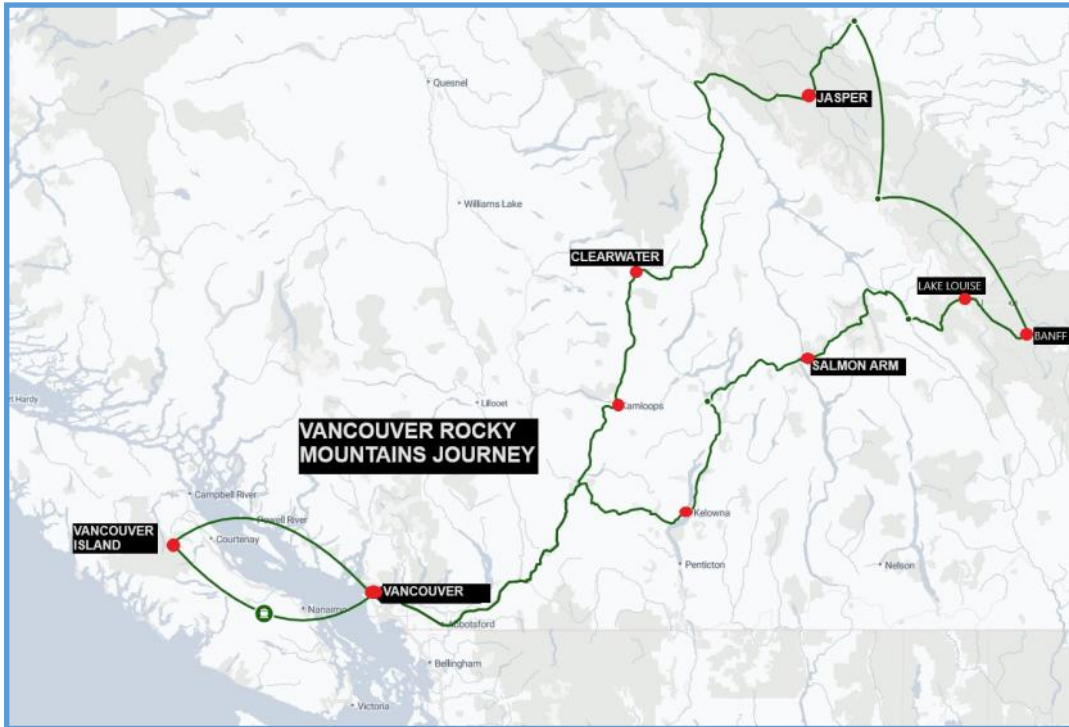 Quesnel
JASPER
Williams Lake
CLEARWATER
LAKE LOUISE
BANFF
SALMON ARM
rt Hardy
Lillooet
Kamloops
VANCOUVER ROCKY
MOUNTAINS JOURNEY
Campbell River
Kelowna
Powell River
VANCOUVER
ISLAND
Courtenay
Penticton
Nelson
VANCOUVER
Nanaimo
Abbotsford
Bellingham
Victoria